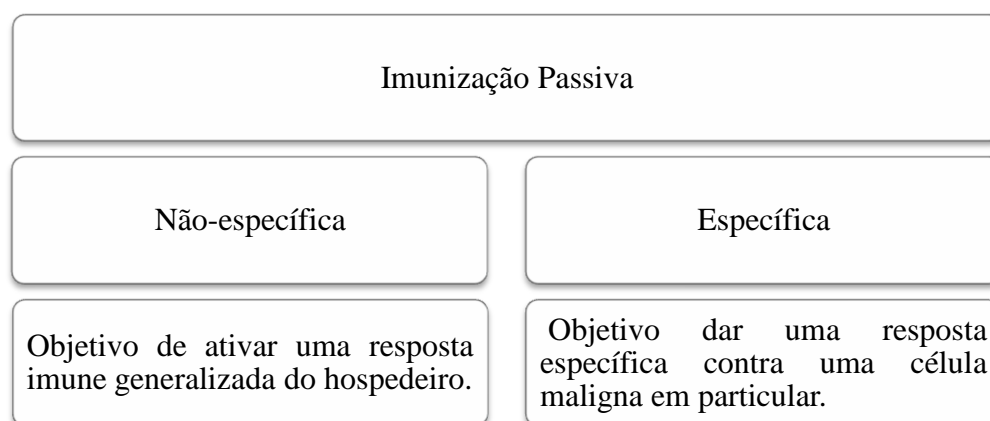 Imunização Passiva
Não-específica
Específica
Objetivo de ativar uma resposta
imune generalizada do hospedeiro.
Objetivo dar uma resposta
específica contra uma célula
maligna em particular.